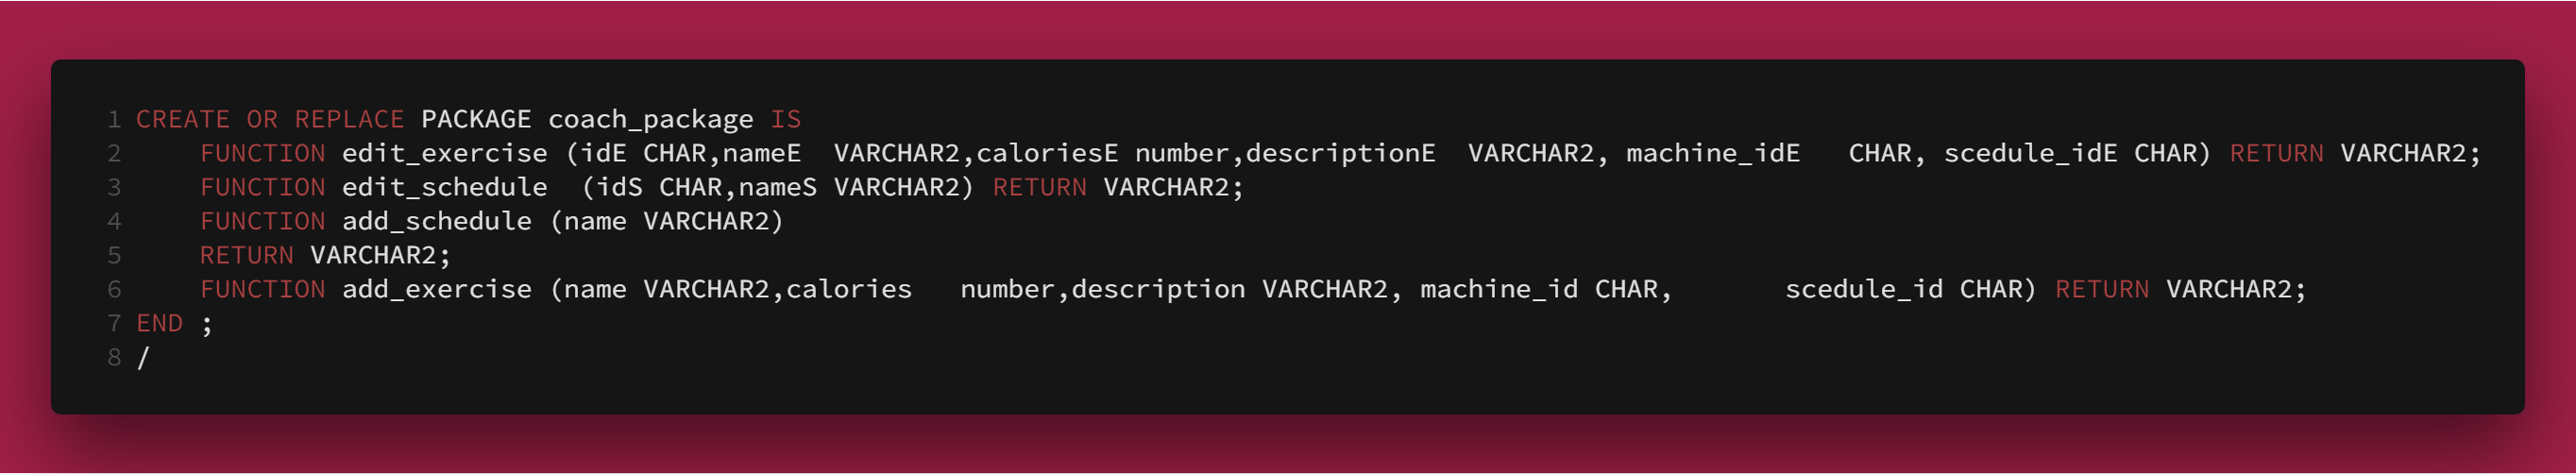 1 CREATE OR REPLACE PACKAGE coach_package IS
2     FUNCTION edit_exercise (idE CHAR,nameE  VARCHAR2,caloriesE number,descriptionE  VARCHAR2, machine_idE   CHAR, scedule_idE CHAR) RETURN VARCHAR2;
3     FUNCTION edit_schedule  (idS CHAR,nameS VARCHAR2) RETURN VARCHAR2;
4     FUNCTION add_schedule (name VARCHAR2)
5     RETURN VARCHAR2;
6     FUNCTION add_exercise (name VARCHAR2,calories   number,description VARCHAR2, machine_id CHAR,       scedule_id CHAR) RETURN VARCHAR2;
7 END ;
8 /